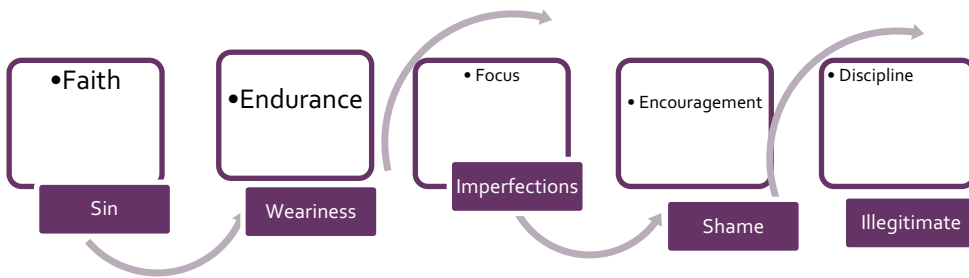 •Faith
•Endurance
• Focus
• Encouragement
• Discipline
Sin
Weariness
Imperfections
Shame
Illegitimate